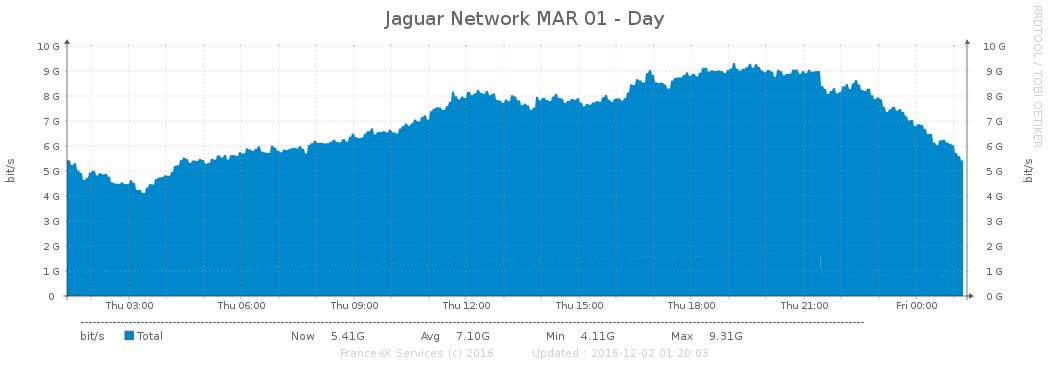 Jaguar Network MAR 01 - Day
RRDTOOL / TOBI OETIKER
10 G 10 G
9 G 9 G
8 G 8 G
7 G 7 G
6 G 6 G
5 G 5 G
4 G 4 G
3 G 3 G
2 G 2 G
1 G 1 G
0 0 G
bit/s bit/s
Thu 03:00 Thu 06:00 Thu 09:00 Thu 12:00 Thu 15:00 Thu 18:00 Thu 21:00 Fri 00:00
bit/s Total Now 5.41G Avg 7.10G Min 4.11G Max 9.31G
France-IX Services (c) 2016 Updated : 2016-12-02 01:20:03